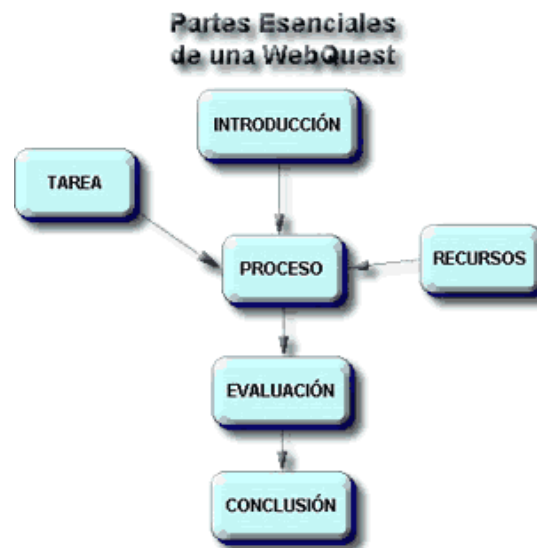 Partes Esenciales
de una WebQuest
INTRODUCCIÓN
TAREA
PROCESO
RECURSOS
EVALUACIÓN
CONCLUSIÓN